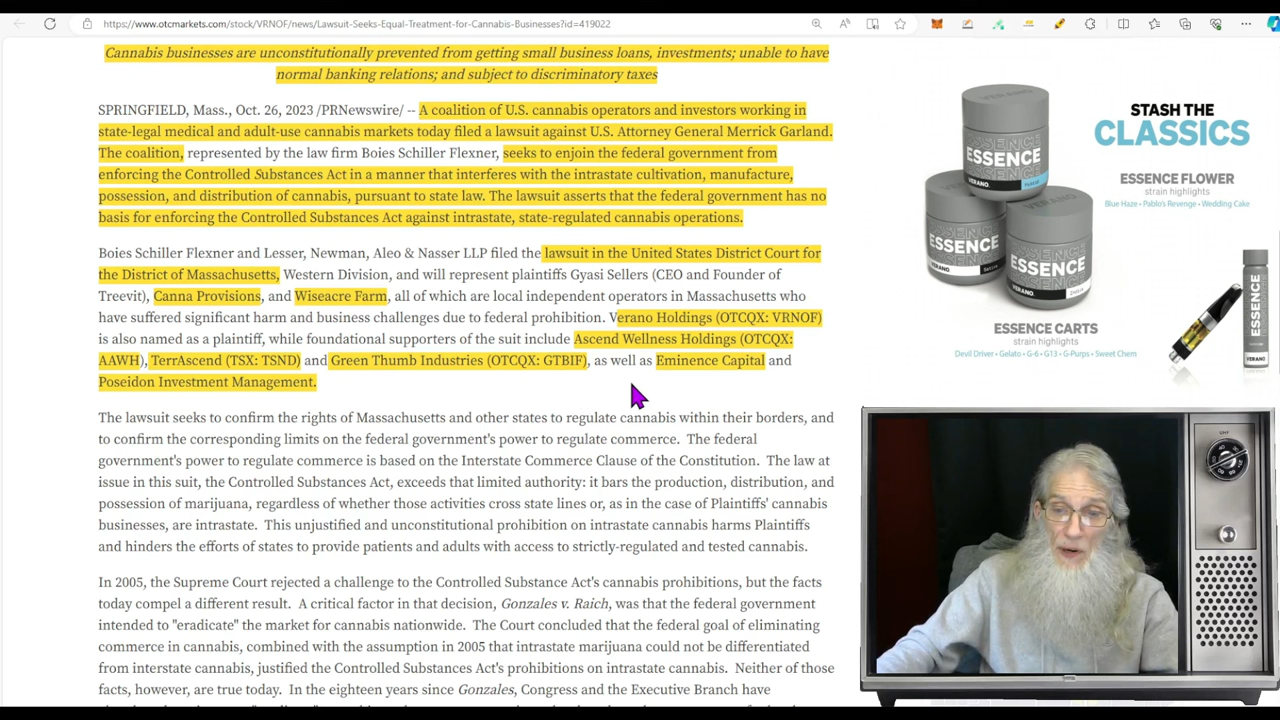 https://www.otcmarkets.com/stock/VRNOF/news/Lawsuit-Seeks-Equal-Treatment-for-Cannabis-Businesses?id=419022
Cannabis businesses are unconstitutionally prevented from getting small business loans, investments; unable to have
normal banking relations; and subject to discriminatory taxes
SPRINGFIELD, Mass., Oct. 26, 2023 /PRNewswire/ -- A coalition of U.S. cannabis operators and investors working in
state-legal medical and adult-use cannabis markets today filed a lawsuit against U.S. Attorney General Merrick Garland.
The coalition, represented by the law firm Boies Schiller Flexner, seeks to enjoin the federal government from
enforcing the Controlled Substances Act in a manner that interferes with the intrastate cultivation, manufacture,
possession, and distribution of cannabis, pursuant to state law. The lawsuit asserts that the federal government has no
basis for enforcing the Controlled Substances Act against intrastate, state-regulated cannabis operations.
Boies Schiller Flexner and Lesser, Newman, Aleo & Nasser LLP filed the lawsuit in the United States District Court for
the District of Massachusetts, Western Division, and will represent plaintiffs Gyasi Sellers (CEO and Founder of
Treevit), Canna Provisions, and Wiseacre Farm, all of which are local independent operators in Massachusetts who
have suffered significant harm and business challenges due to federal prohibition. Verano Holdings (OTCQX: VRNOF)
is also named as a plaintiff, while foundational supporters of the suit include Ascend Wellness Holdings (OTCQX:
AAWH), TerrAscend (TSX: TSND) and Green Thumb Industries (OTCQX: GTBIF), as well as Eminence Capital and
Poseidon Investment Management.
The lawsuit seeks to confirm the rights of Massachusetts and other states to regulate cannabis within their borders, and
to confirm the corresponding limits on the federal government's power to regulate commerce. The federal
government's power to regulate commerce is based on the Interstate Commerce Clause of the Constitution. The law at
issue in this suit, the Controlled Substances Act, exceeds that limited authority: it bars the production, distribution, and
possession of marijuana, regardless of whether those activities cross state lines or, as in the case of Plaintiffs' cannabis
businesses, are intrastate. This unjustified and unconstitutional prohibition on intrastate cannabis harms Plaintiffs
and hinders the efforts of states to provide patients and adults with access to strictly-regulated and tested cannabis.
In 2005, the Supreme Court rejected a challenge to the Controlled Substance Act's cannabis prohibitions, but the facts
today compel a different result. A critical factor in that decision, Gonzales v. Raich, was that the federal government
intended to "eradicate" the market for cannabis nationwide. The Court concluded that the federal goal of eliminating
commerce in cannabis, combined with the assumption in 2005 that intrastate marijuana could not be differentiated
from interstate cannabis, justified the Controlled Substances Act's prohibitions on intrastate cannabis. Neither of those
facts, however, are true today. In the eighteen years since Gonzales, Congress and the Executive Branch have
STASH THE
CLASSICS
ESSENCE FLOWER
strain highlights
Blue Haze • Pablo's Revenge • Wedding Cake
ESSENCE CARTS
strain highlights
Devil Driver • Gelato • G-6 • G13 • G-Purps • Sweet Chem
ESSENCE
VERANO.
ESSENCE
ESSENCE
ESSENCE
VERANO